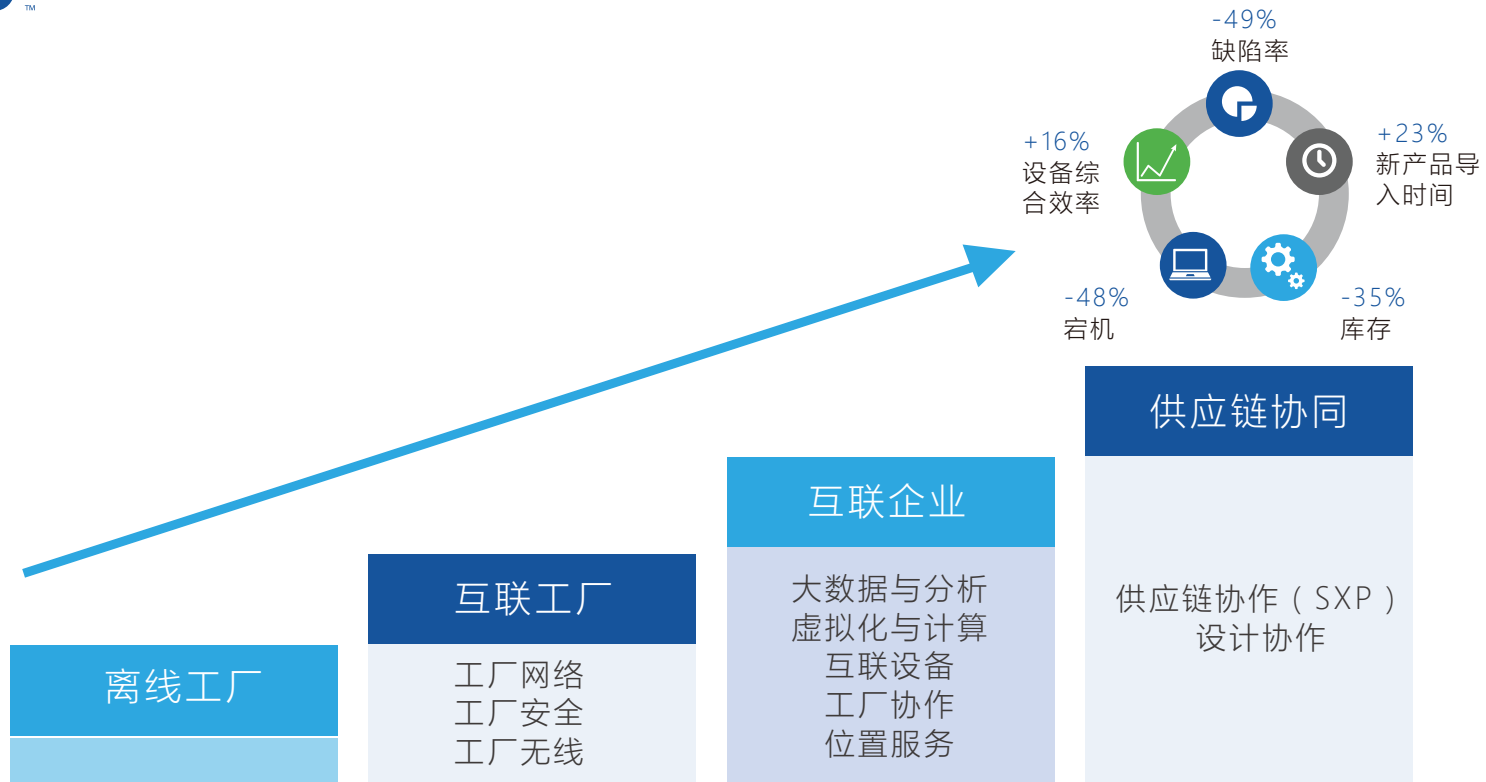 TM
-49%
缺陷率
+16%
设备综
合效率
+23%
新产品导
入时间
-48%
宕机
-35%
库存
供应链协同
供应链协作（SXP）
设计协作
互联企业
大数据与分析
虚拟化与计算
互联设备
工厂协作
位置服务
互联工厂
工厂网络
工厂安全
工厂无线
离线工厂